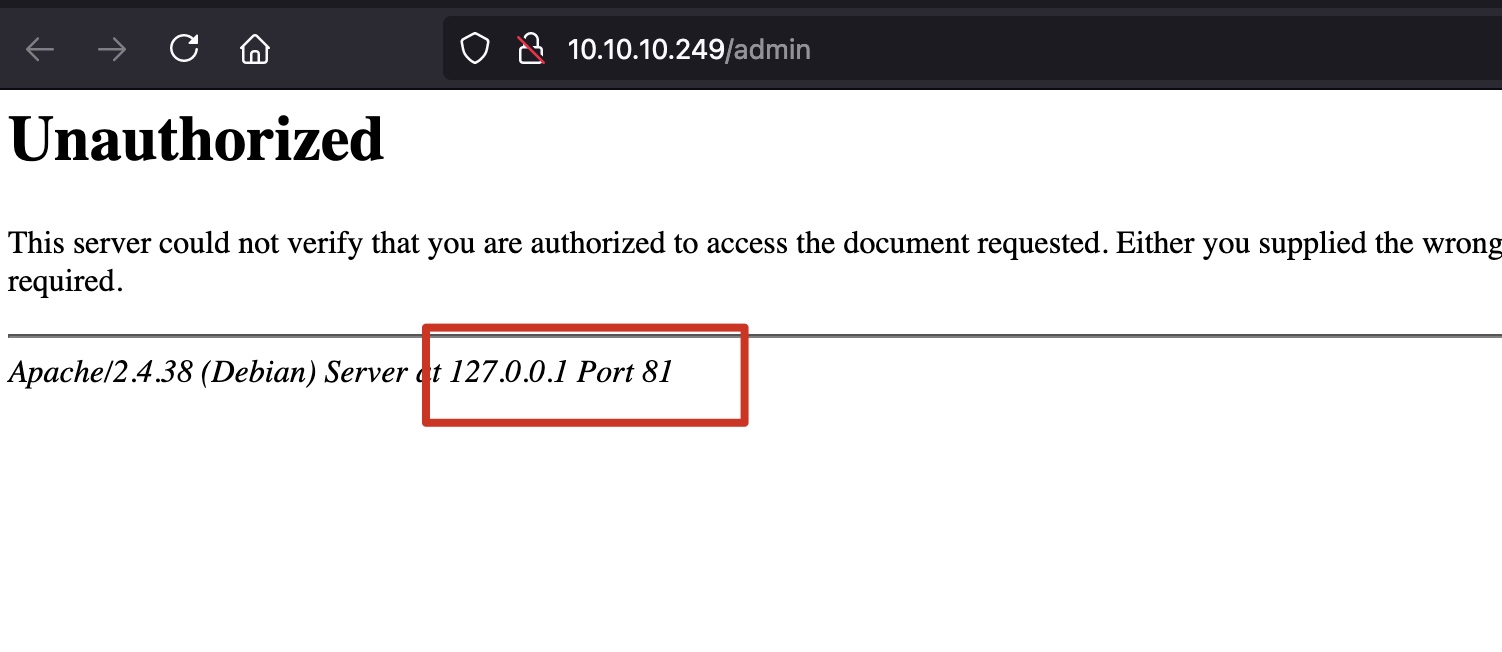 10.10.10.249/admin
Unauthorized
This server could not verify that you are authorized to access the document requested. Either you supplied the wrong
required.
Apache/2.4.38 (Debian) Server at 127.0.0.1 Port 81